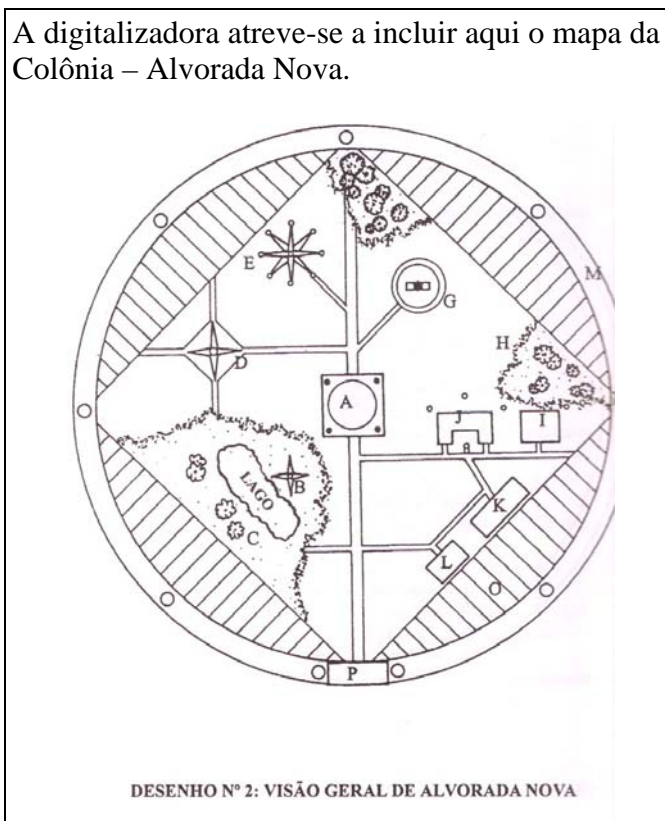 A digitalizadora atreve-se a incluir aqui o mapa da
Colônia – Alvorada Nova.
E
F
G
M
D
H
A
J
I
B
LAGO
K
C
L
O
P
DESENHO Nº 2: VISÃO GERAL DE ALVORADA NOVA